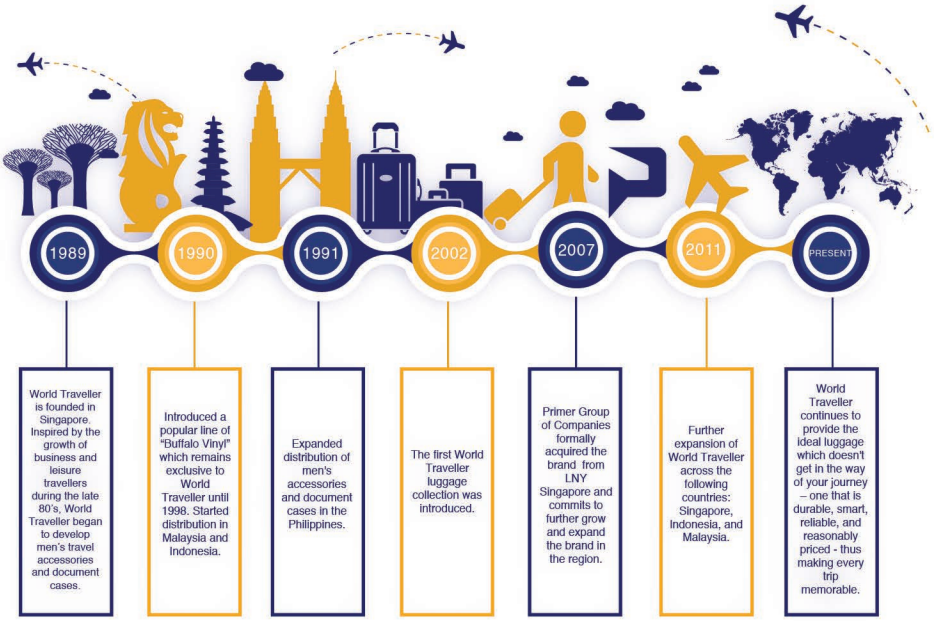 1989
1990
1991
2002
2007
2011
PRESENT
World Traveller
is founded in
Singapore.
Inspired by the
growth of
business and
leisure
travellers
during the late
80's, World
Traveller began
to develop
men's travel
accessories
and document
cases.
Introduced a
popular line of
“Buffalo Vinyl”
which remains
exclusive to
World
Traveller until
1998. Started
distribution in
Malaysia and
Indonesia.
Expanded
distribution of
men's
accessories
and document
cases in the
Philippines.
The first World
Traveller
luggage
collection was
introduced.
Primer Group
of Companies
formally
acquired the
brand from
LNY
Singapore and
commits to
further grow
and expand
the brand in
the region.
Further
expansion of
World Traveller
across the
following
countries:
Singapore,
Indonesia, and
Malaysia.
World
Traveller
continues to
provide the
ideal luggage
which doesn't
get in the way
of your journey
– one that is
durable, smart,
reliable, and
reasonably
priced - thus
making every
trip
memorable.